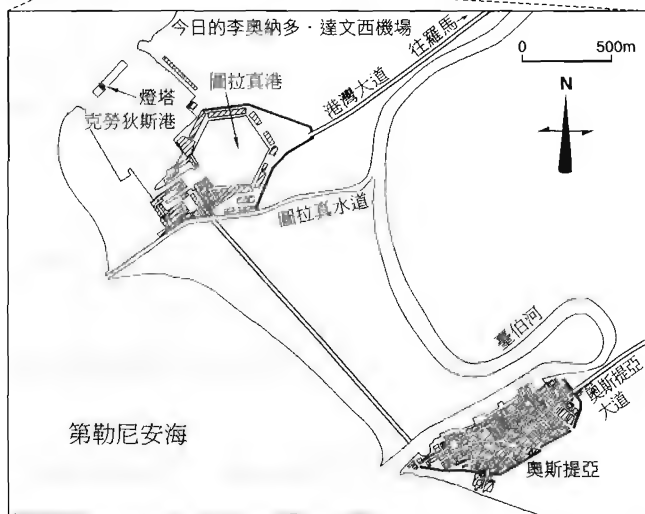 今日的李奧納多．達文西機場
往羅馬
0 500m
燈塔
圖拉真港
克勞狄斯港
港灣大道
N
圖拉真水道
臺伯河
奧斯提亞
大道
第勒尼安海
奧斯提亞